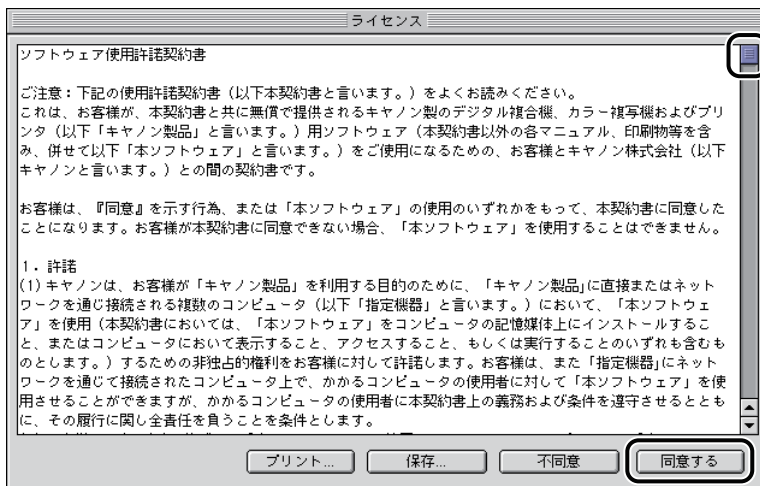 ライセンス
ソフトウェア使用許諾契約書
ご注意：下記の使用許諾契約書（以下本契約書と言います。）をよくお読みください。
これは、お客様が、本契約書と共に無償で提供されるキヤノン製のデジタル複合機、カラー複写機およびプリ
ンタ（以下「キヤノン製品」と言います。）用ソフトウェア（本契約書以外の各マニュアル、印刷物等を含
み、併せて以下「本ソフトウェア」と言います。）をご使用になるための、お客様とキヤノン株式会社（以下
キヤノンと言います。）との間の契約書です。
お客様は、『同意』を示す行為、または「本ソフトウェア」の使用のいずれかをもって、本契約書に同意した
ことになります。お客様が本契約書に同意できない場合、「本ソフトウェア」を使用することはできません。
1．許諾
(1) キヤノンは、お客様が「キヤノン製品」を利用する目的のために、「キヤノン製品」に直接またはネット
ワークを通じ接続される複数のコンピュータ（以下「指定機器」と言います。）において、「本ソフトウェ
ア」を使用（本契約書においては、「本ソフトウェア」をコンピュータの記憶媒体上にインストールするこ
と、またはコンピュータにおいて表示すること、アクセスすること、もしくは実行することのいずれも含むも
のとします。）するための非独占的権利をお客様に対して許諾します。お客様は、また「指定機器」にネット
ワークを通じて接続されたコンピュータ上で、かかるコンピュータの使用者に対して「本ソフトウェア」を使
用させることができますが、かかるコンピュータの使用者に本契約書上の義務および条件を遵守させるととも
に、その履行に関し全責任を負うことを条件とします。
プリント... 保存... 不同意 同意する